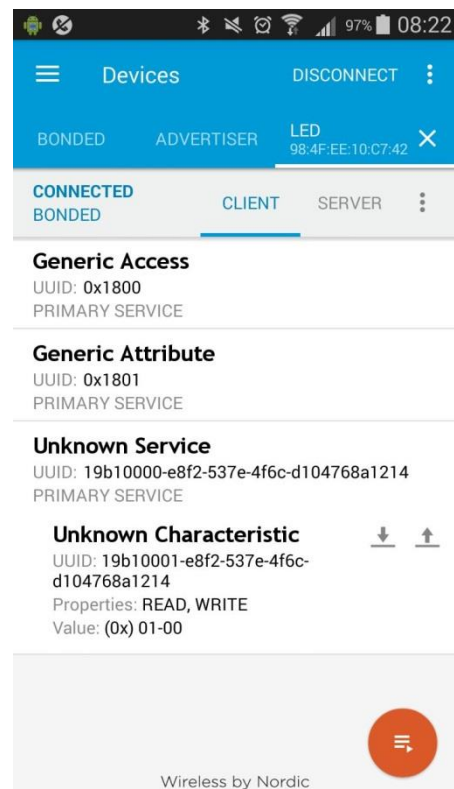 97% 08:22
Devices DISCONNECT
BONDED ADVERTISER LED
98:4F:EE:10:C7:42
CONNECTED
BONDED CLIENT SERVER
Generic Access
UUID: 0x1800
PRIMARY SERVICE
Generic Attribute
UUID: 0x1801
PRIMARY SERVICE
Unknown Service
UUID: 19b10000-e8f2-537e-4f6c-d104768a1214
PRIMARY SERVICE
Unknown Characteristic
UUID: 19b10001-e8f2-537e-4f6c-
d104768a1214
Properties: READ, WRITE
Value: (0x) 01-00
Wireless by Nordic